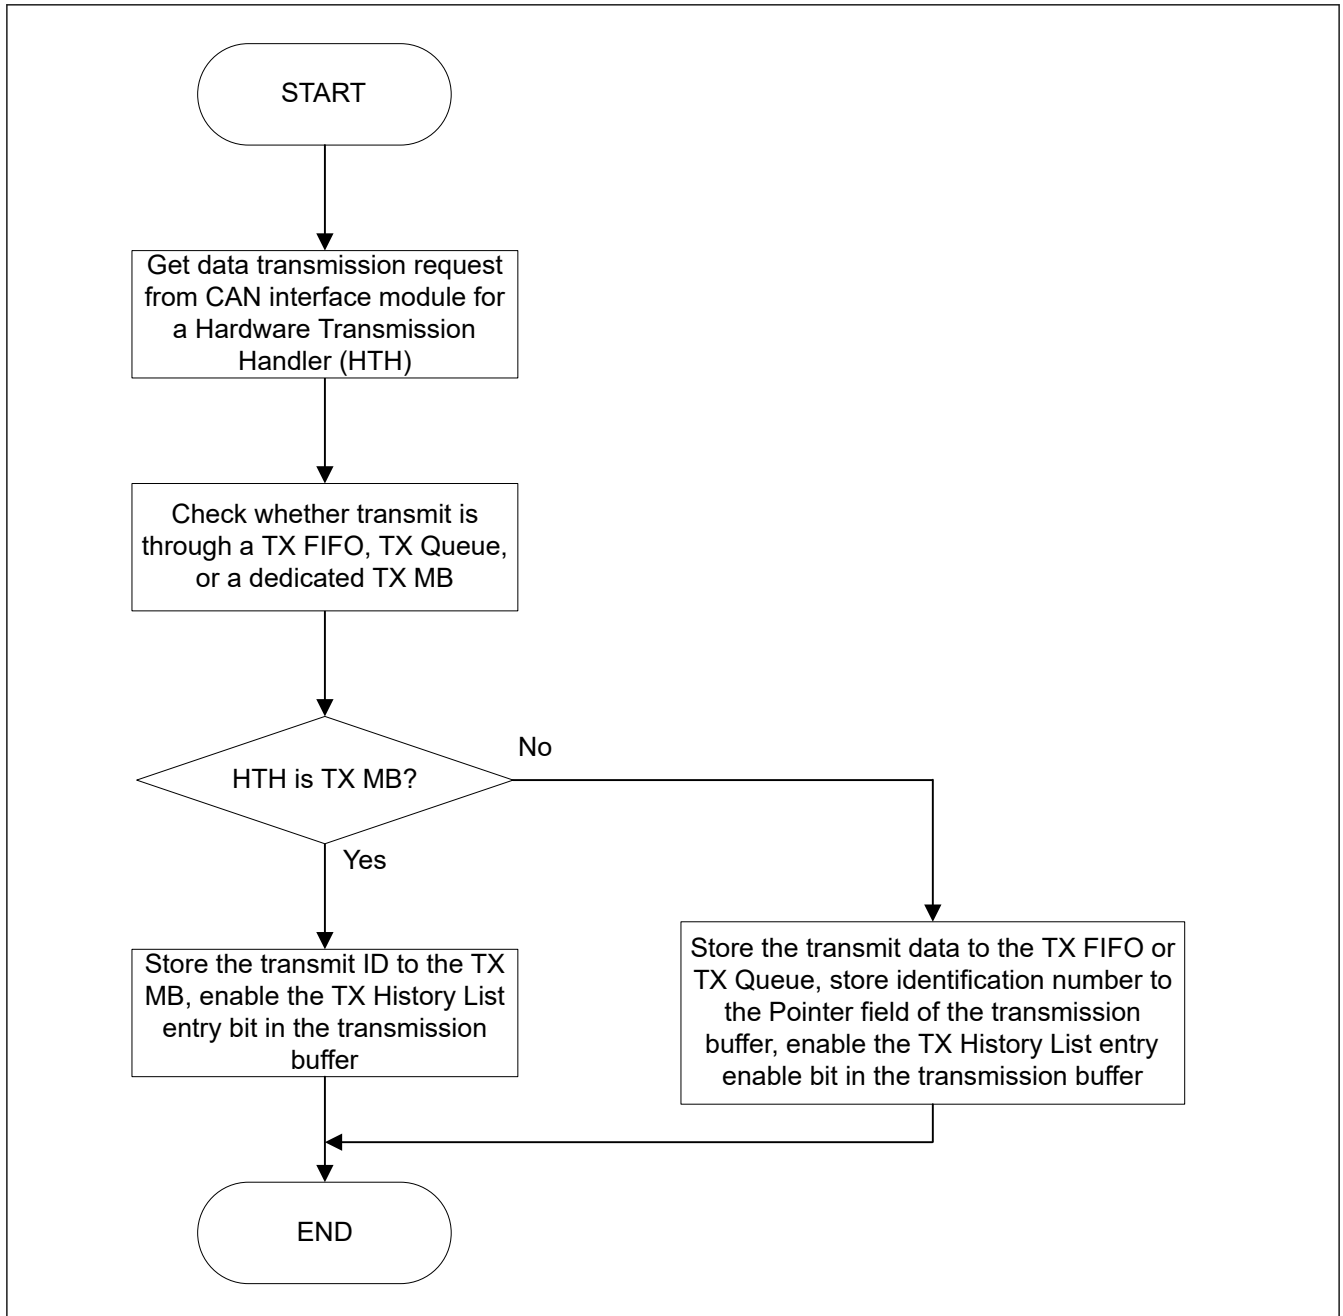 START
Get data transmission request
from CAN interface module for
a Hardware Transmission
Handler (HTH)
Check whether transmit is
through a TX FIFO, TX Queue,
or a dedicated TX MB
HTH is TX MB?
No
Yes
Store the transmit ID to the TX
MB, enable the TX History List
entry bit in the transmission
buffer
Store the transmit data to the TX FIFO or
TX Queue, store identification number to
the Pointer field of the transmission
buffer, enable the TX History List entry
enable bit in the transmission buffer
END